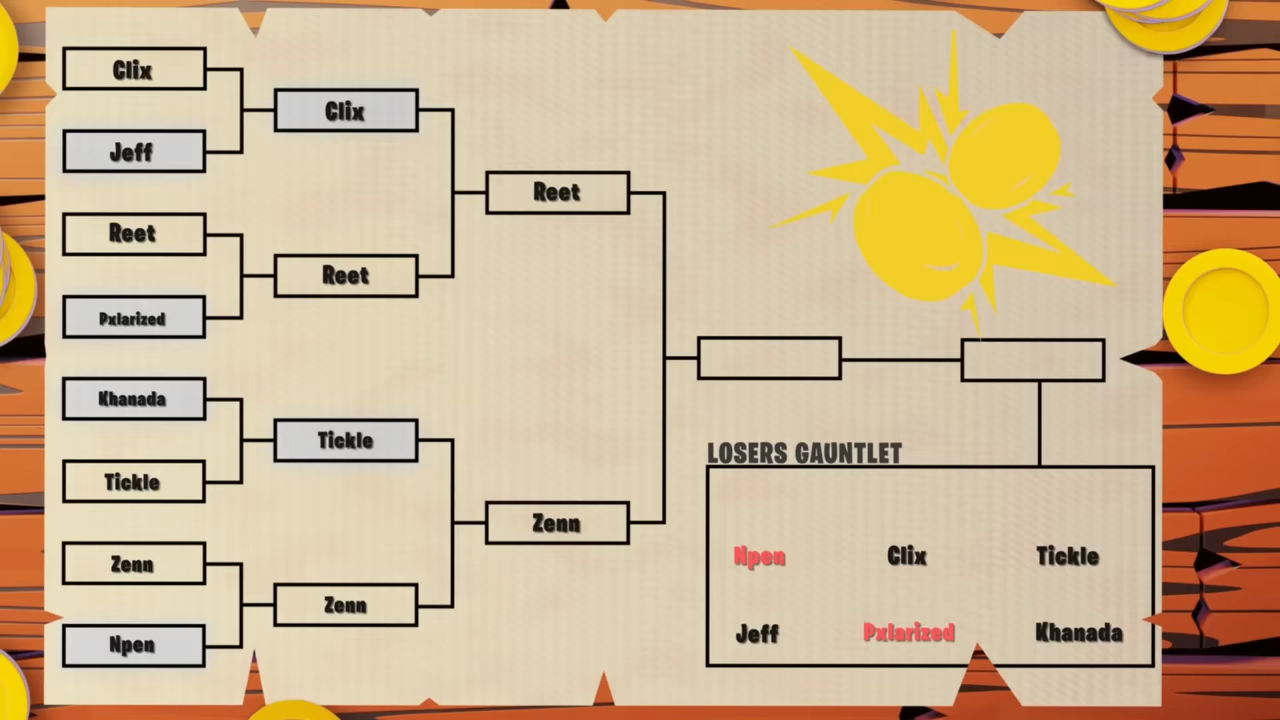 Clix
Jeff
Reet
Pxlarized
Khanada
Tickle
Zenn
Npen
Clix
Reet
Tickle
Zenn
Reet
Zenn
LOSERS GAUNTLET
Npen Clix Tickle
Jeff Pxlarized Khanada